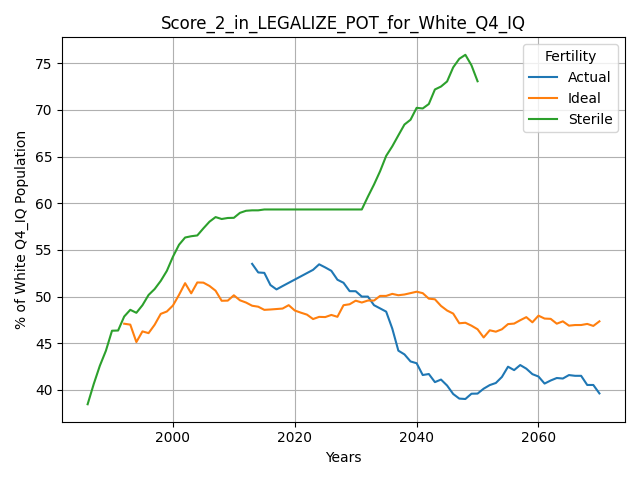 Score_2_in_LEGALIZE_POT_for_White_Q4_IQ
% of White Q4_IQ Population
75
70
65
60
55
50
45
40
Fertility
Actual
Ideal
Sterile
2000 2020 2040 2060
Years